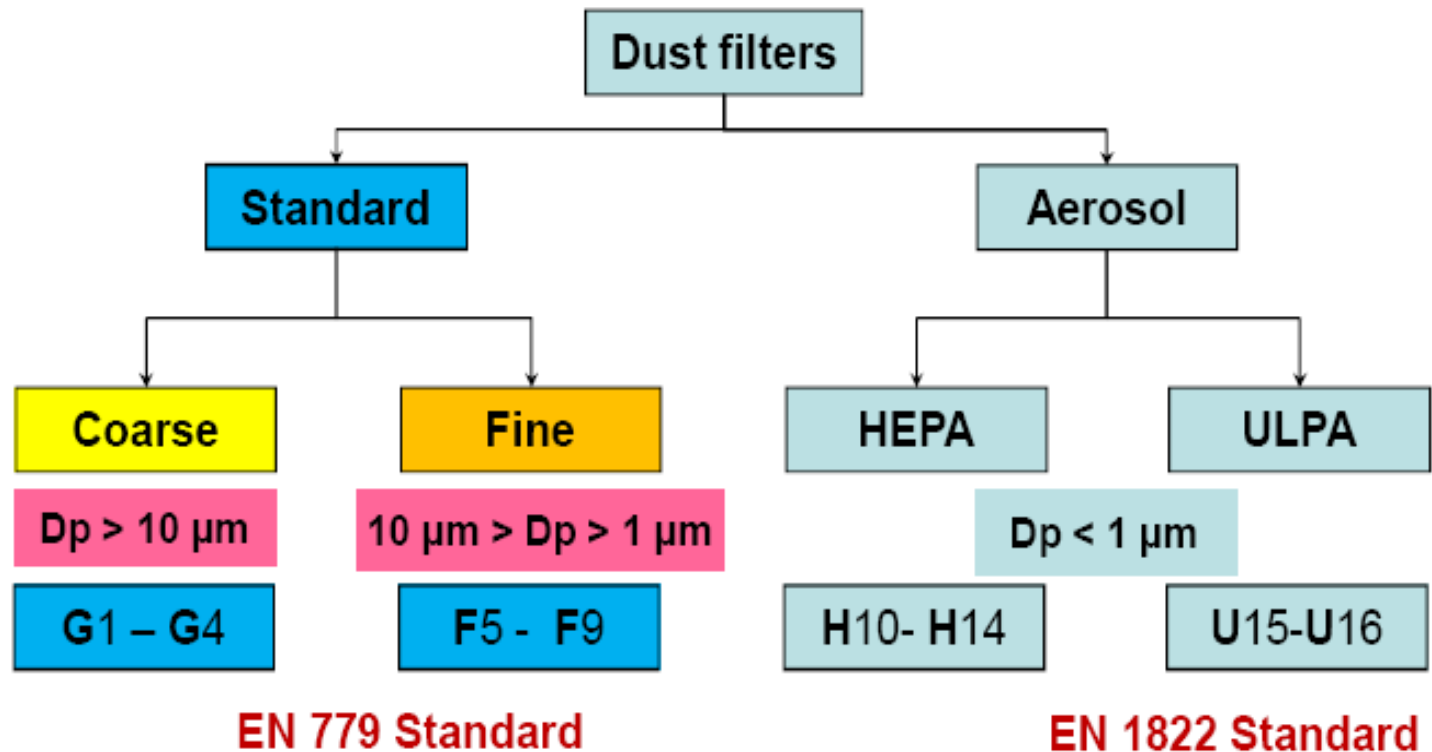 Dust filters
Standard
Aerosol
Coarse
Fine
HEPA
ULPA
Dp > 10 µm
10 µm > Dp > 1 µm
Dp < 1 µm
G1 – G4
F5 - F9
H10- H14
U15-U16
EN 779 Standard
EN 1822 Standard